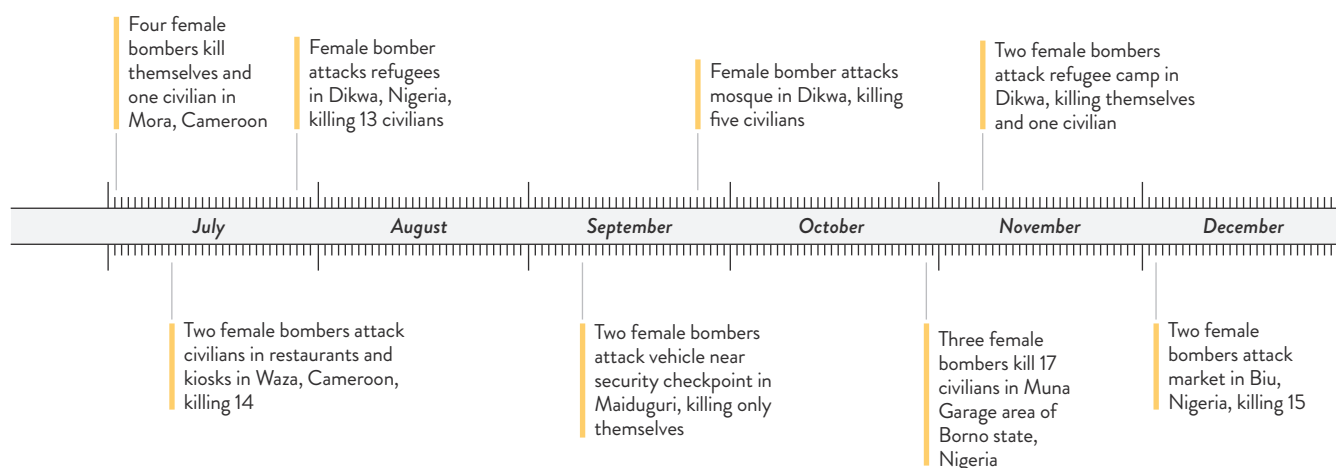 Four female
bombers kill
themselves and
one civilian in
Mora, Cameroon
Female bomber
attacks refugees
in Dikwa, Nigeria,
killing 13 civilians
Female bomber attacks
mosque in Dikwa, killing
five civilians
Two female bombers
attack refugee camp in
Dikwa, killing themselves
and one civilian
July
August
September
October
November
December
Two female bombers attack
civilians in restaurants and
kiosks in Waza, Cameroon,
killing 14
Two female bombers
attack vehicle near
security checkpoint in
Maiduguri, killing only
themselves
Three female
bombers kill 17
civilians in Muna
Garage area of
Borno state,
Nigeria
Two female
bombers attack
market in Biu,
Nigeria, killing 15